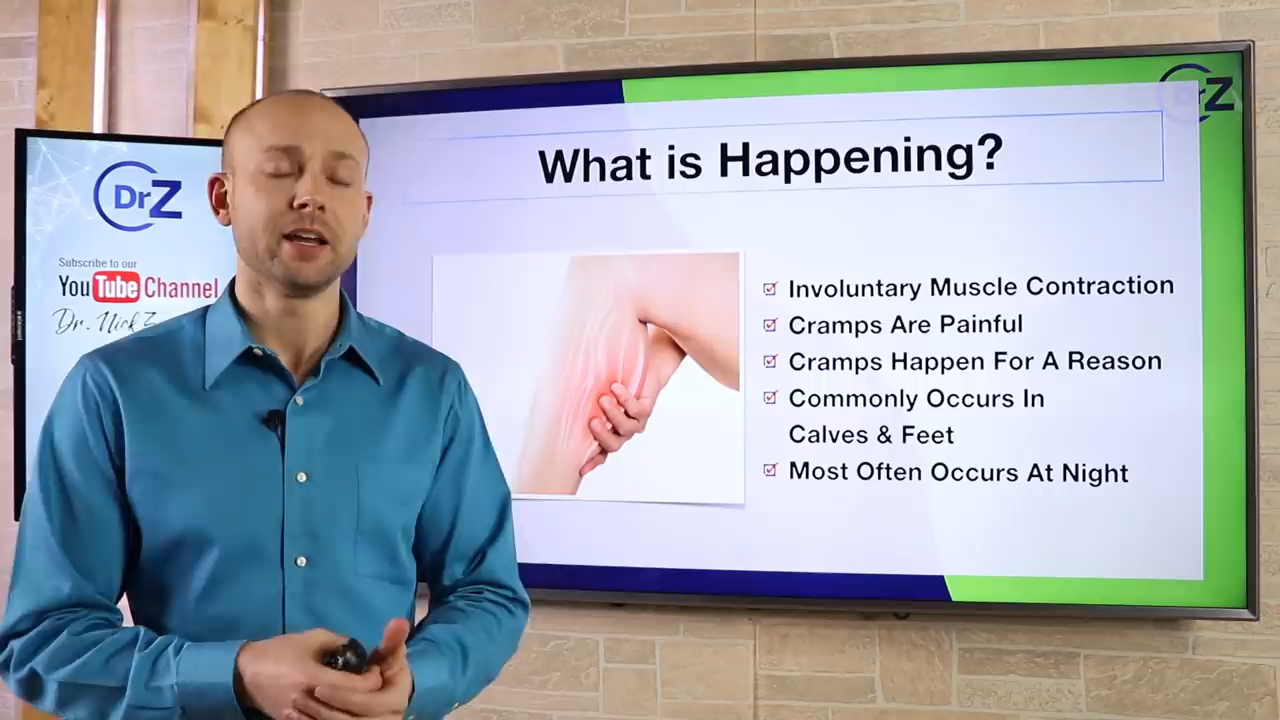 DrZ
Subscribe to our
YouTube Channel
Dr. Nick Z
DrZ
What is Happening?
Involuntary Muscle Contraction
Cramps Are Painful
Cramps Happen For A Reason
Commonly Occurs In
Calves & Feet
Most Often Occurs At Night